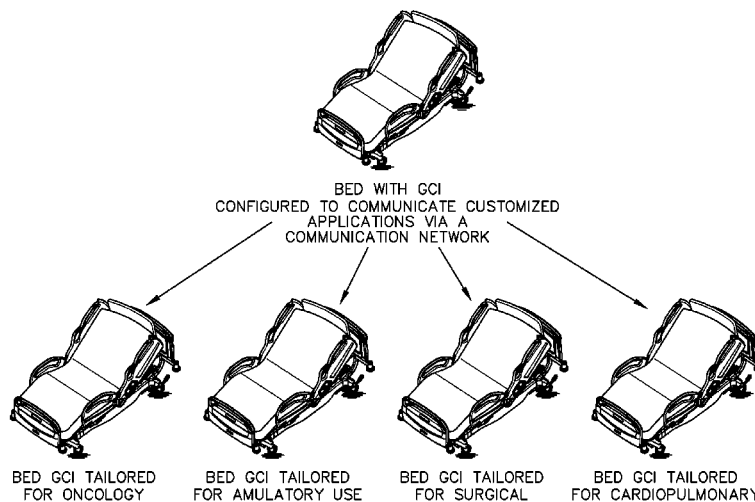 BED WITH GCI
CONFIGURED TO COMMUNICATE CUSTOMIZED
APPLICATIONS VIA A
COMMUNICATION NETWORK
BED GCI TAILORED
FOR ONCOLOGY
BED GCI TAILORED
FOR AMULATORY USE
BED GCI TAILORED
FOR SURGICAL
BED GCI TAILORED
FOR CARDIOPULMONARY